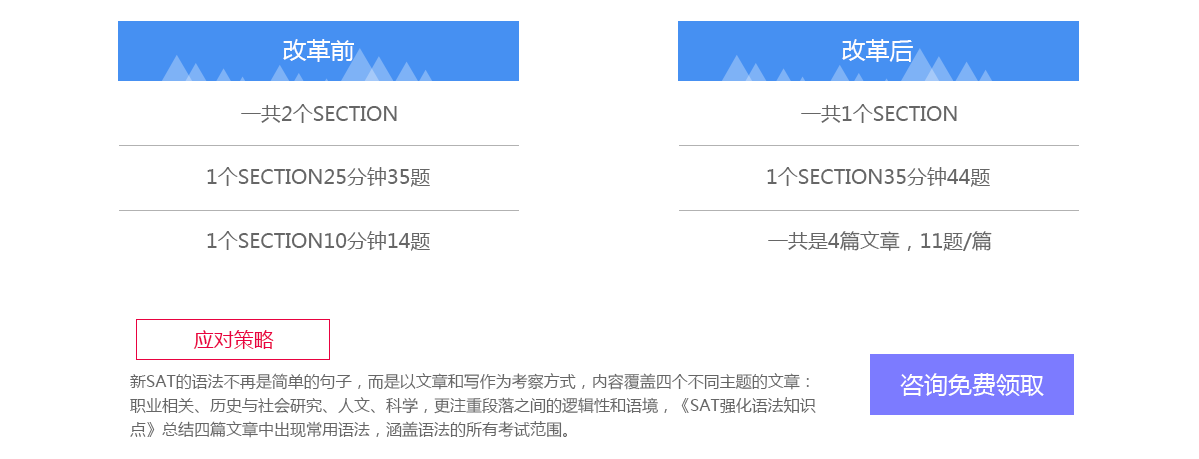 改革前
一共2个SECTION
1个SECTION25分钟35题
1个SECTION10分钟14题
改革后
一共1个SECTION
1个SECTION35分钟44题
一共是4篇文章，11题/篇
应对策略
新SAT的语法不再是简单的句子，而是以文章和写作为考察方式，内容覆盖四个不同主题的文章：
职业相关、历史与社会研究、人文、科学，更注重段落之间的逻辑性和语境，《SAT强化语法知识
点》总结四篇文章中出现常用语法，涵盖语法的所有考试范围。
咨询免费领取